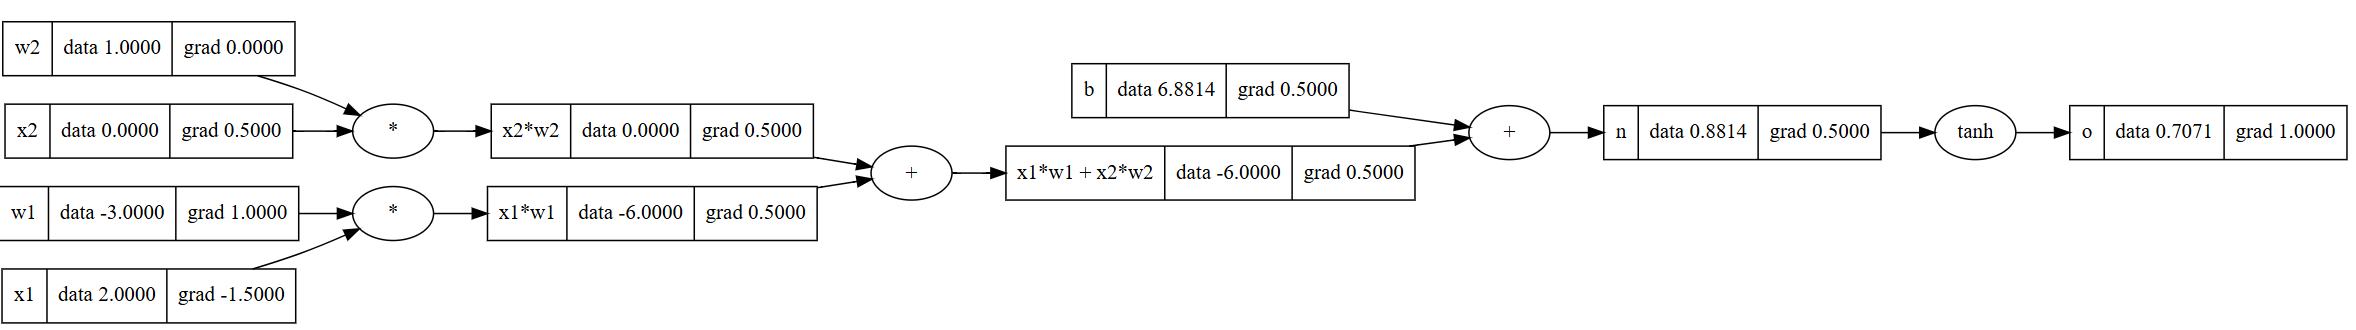 w2 data 1.0000 grad 0.0000
x2 data 0.0000 grad 0.5000
w1 data -3.0000 grad 1.0000
x1 data 2.0000 grad -1.5000
*
*
x2*w2 data 0.0000 grad 0.5000
x1*w1 data -6.0000 grad 0.5000
+
b data 6.8814 grad 0.5000
x1*w1 + x2*w2 data -6.0000 grad 0.5000
+
n data 0.8814 grad 0.5000
tanh
o data 0.7071 grad 1.0000